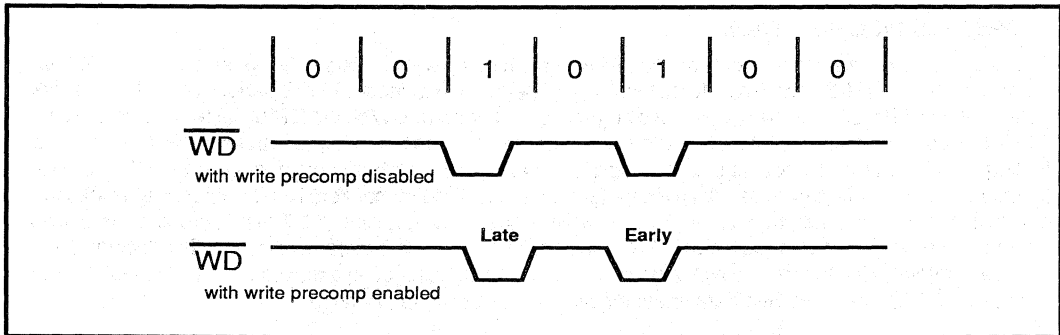 0 0 1 0 1 0 0
WD
with write precomp disabled
Late Early
WD
with write precomp enabled